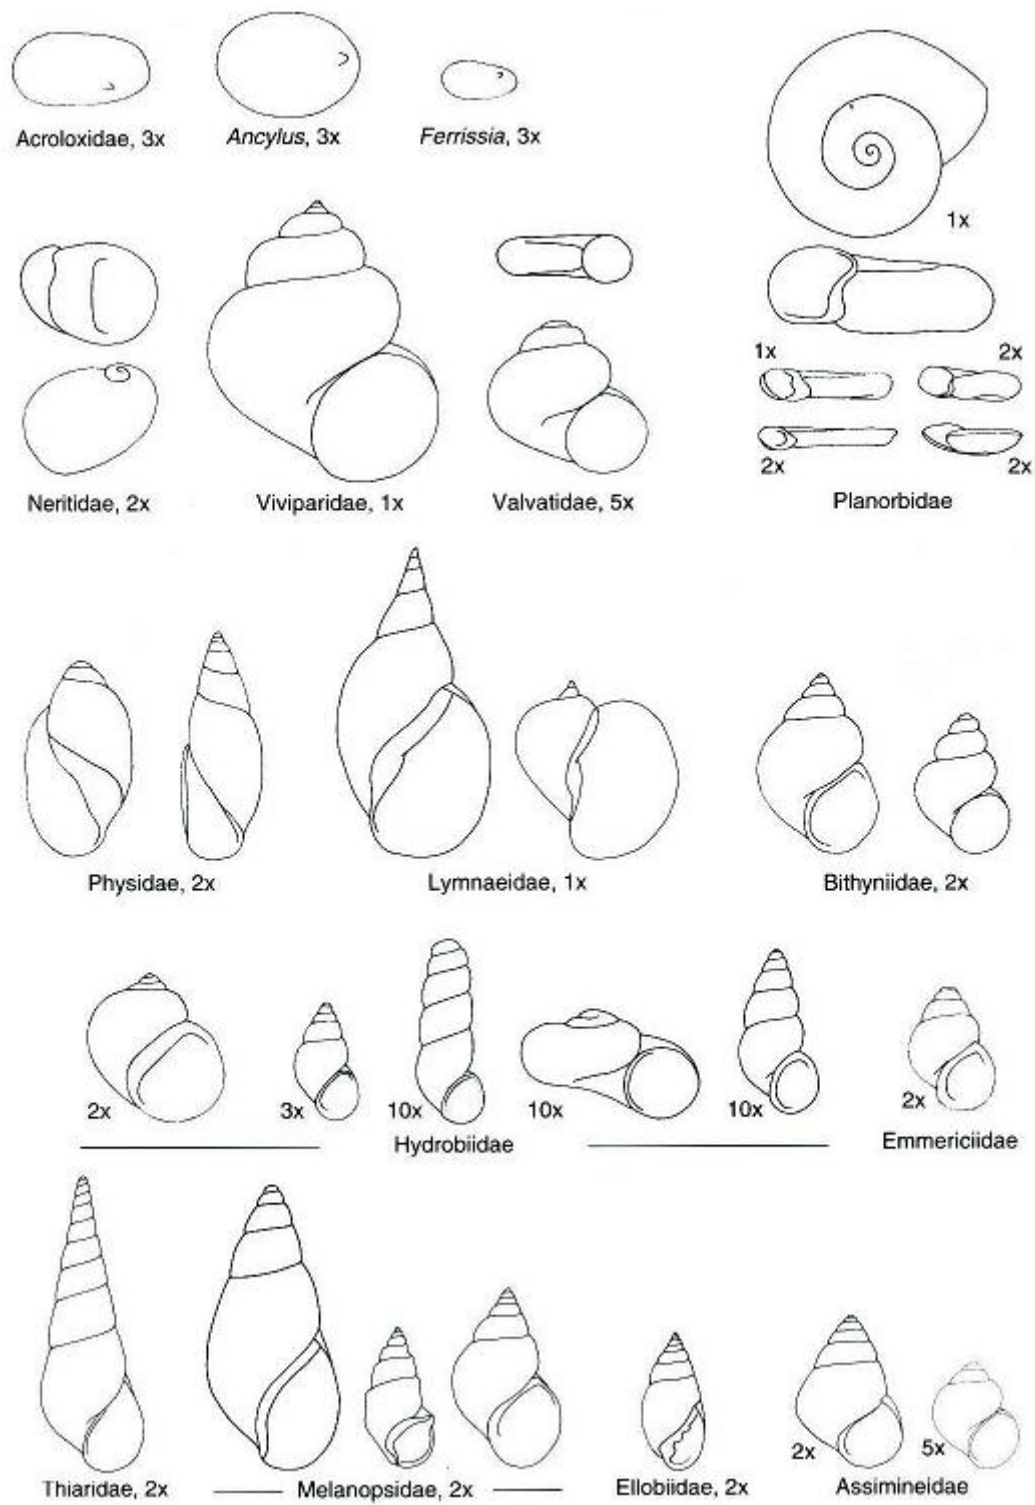 Acroloxidae, 3x
Ancylus, 3x
Ferrissia, 3x
1x
1x
2x
2x
2x
Neritidae, 2x
Viviparidae, 1x
Valvatidae, 5x
Planorbidae
Physidae, 2x
Lymnaeidae, 1x
Bithyniidae, 2x
2x
3x
10x
10x
10x
2x
Hydrobiidae
Emmericiidae
2x
5x
Thiaridae, 2x
Melanopsidae, 2x
Ellobiidae, 2x
Assimineidae